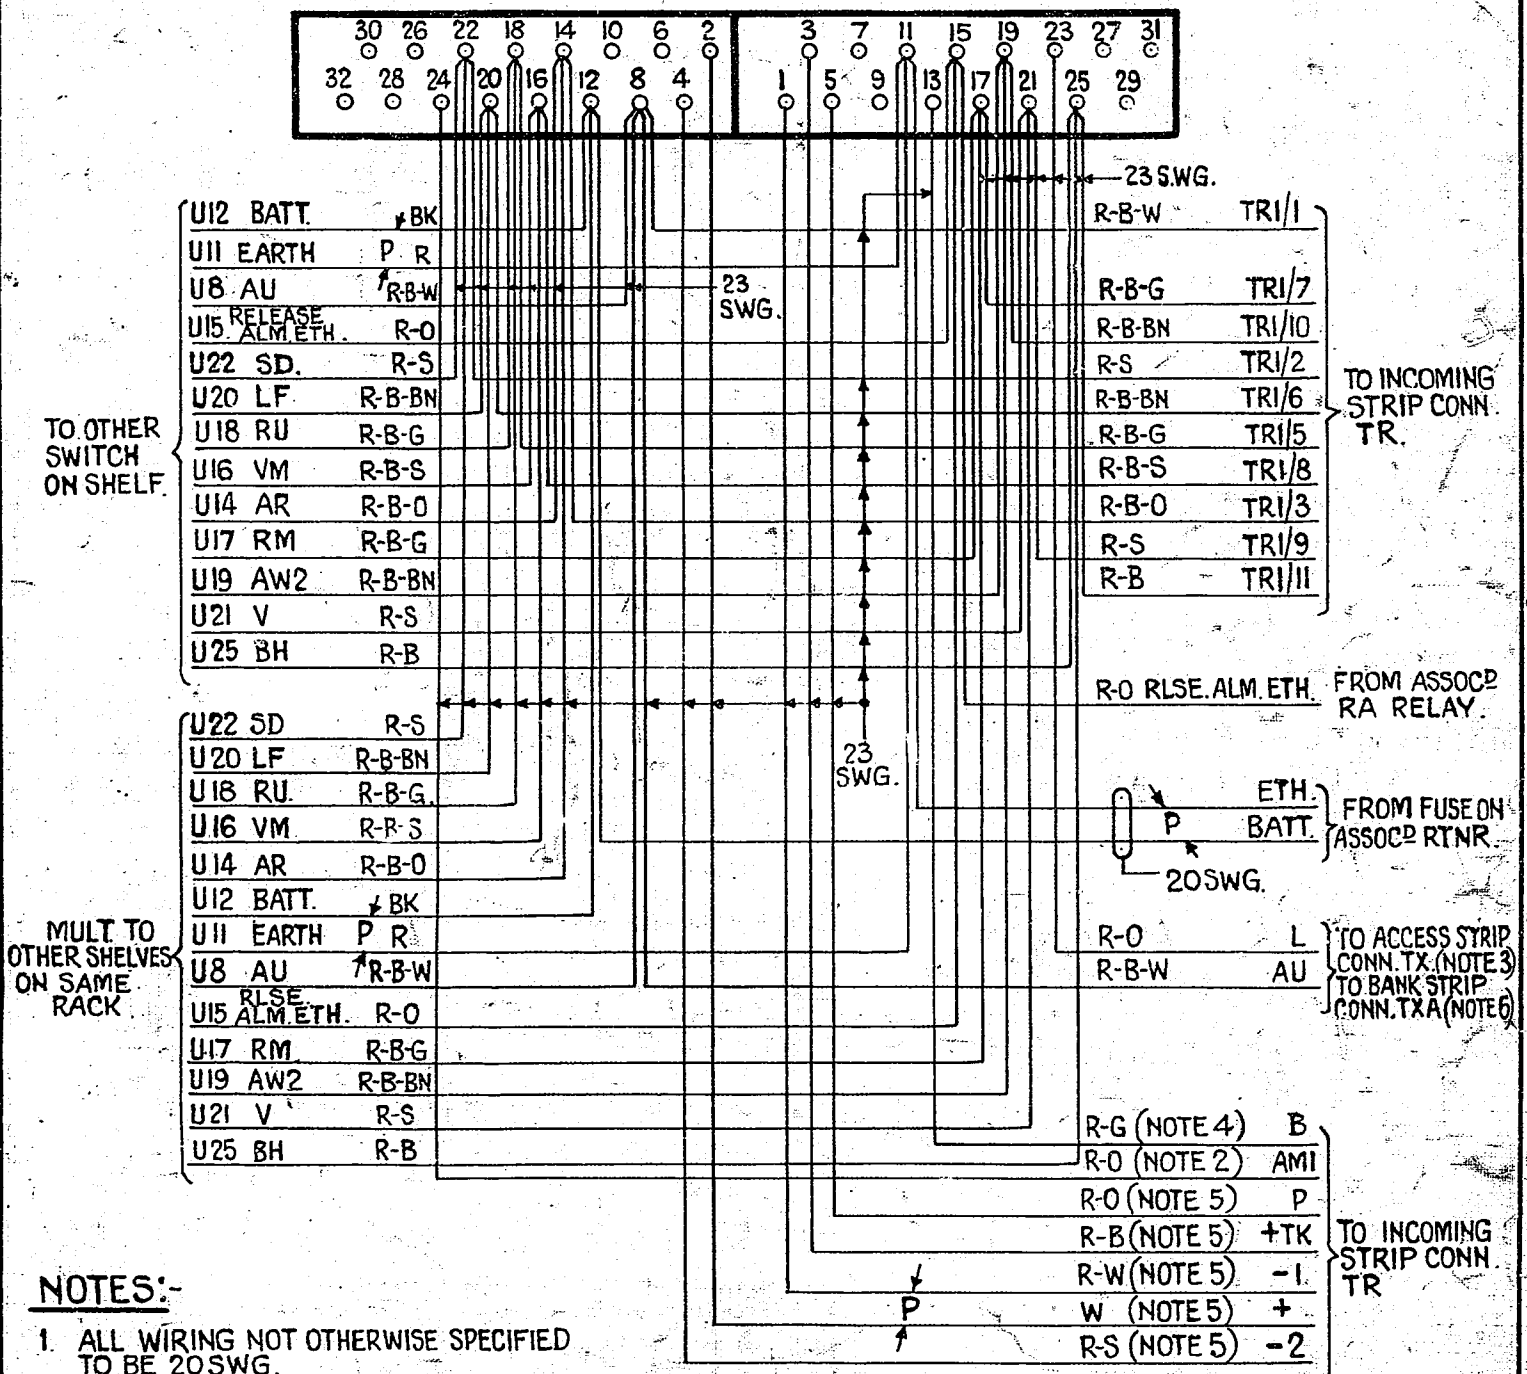 30 26 22 18 14 10 6 2 3 7 11 15 19 23 27 31
32 28 24 20 16 12 8 4 1 5 9 13 17 21 25 29
23 S.WG.
U12 BATT. BK
U11 EARTH P R
U8 AU R-B-W
U15 RELEASE ALM.ETH. R-O
U22 SD. R-S
U20 LF R-B-BN
U18 RU R-B-G
U16 VM R-B-S
U14 AR R-B-O
U17 RM R-B-G
U19 AW2 R-B-BN
U21 V R-S
U25 BH R-B
TO OTHER
SWITCH
ON SHELF.
23
SWG.
R-B-W TR1/1
R-B-G TR1/7
R-B-BN TR1/10
R-S TR1/2
R-B-BN TR1/6
R-B-G TR1/5
R-B-S TR1/8
R-B-O TR1/3
R-S TR1/9
R-B TR1/11
TO INCOMING
STRIP CONN.
TR.
R-O RLSE.ALM.ETH.
FROM ASSOCD
RA RELAY.
23
SWG.
U22 SD R-S
U20 LF R-B-BN
U18 RU. R-B-G.
U16 VM R-R-S
U14 AR R-B-O
U12 BATT. BK
U11 EARTH P R
U8 AU R-B-W
U15 RLSE. ALM.ETH. R-O
U17 RM R-B-G
U19 AW2 R-B-BN
U21 V R-S
U25 BH R-B
MULT. TO
OTHER SHELVES
ON SAME
RACK
ETH.
P BATT.
FROM FUSE ON
ASSOCD RTNR.
20SWG.
R-O L
R-B-W AU
TO ACCESS STRIP
CONN. TX.(NOTE 3)
TO BANK STRIP
CONN. TXA(NOTE 6)
R-G (NOTE 4) B
R-O (NOTE 2) AM1
R-O (NOTE 5) P
R-B (NOTE 5) +TK
R-W (NOTE 5) -1
P W (NOTE 5) +
R-S (NOTE 5) -2
TO INCOMING
STRIP CONN.
TR
NOTES:-
1. ALL WIRING NOT OTHERWISE SPECIFIED
TO BE 20SWG.